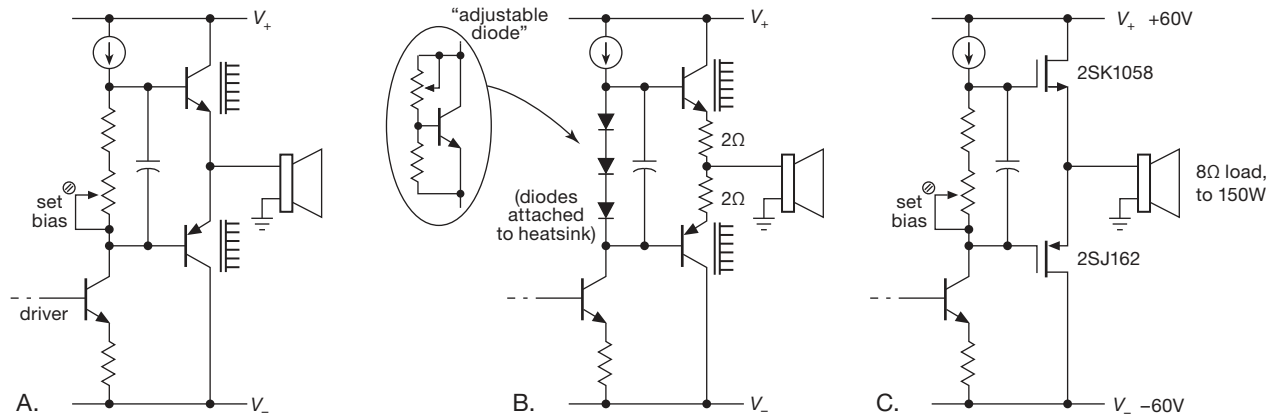 V+
set
bias
driver
V−
A.
"adjustable
diode"
V+
2Ω
2Ω
(diodes
attached
to heatsink)
V−
B.
V+ +60V
2SK1058
8Ω load,
to 150W
set
bias
2SJ162
V− −60V
C.